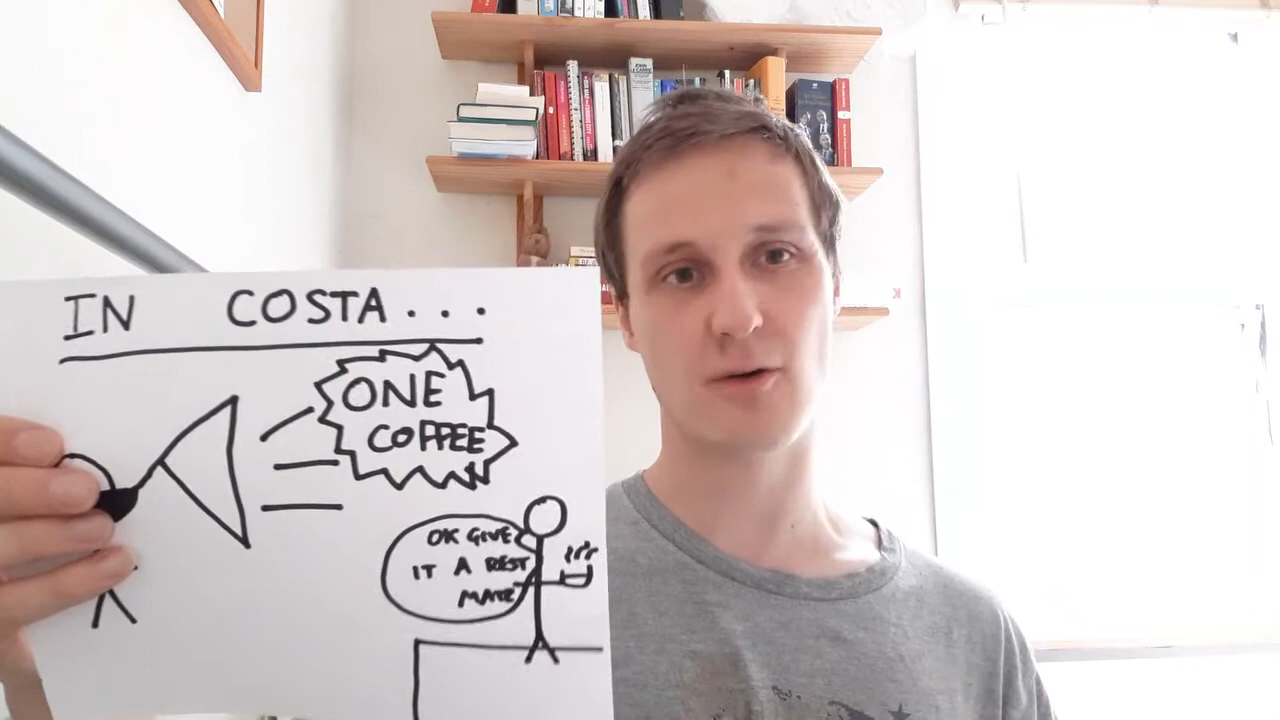 IN COSTA...
ONE
COFFEE
OK GIVE
IT A REST
MATE